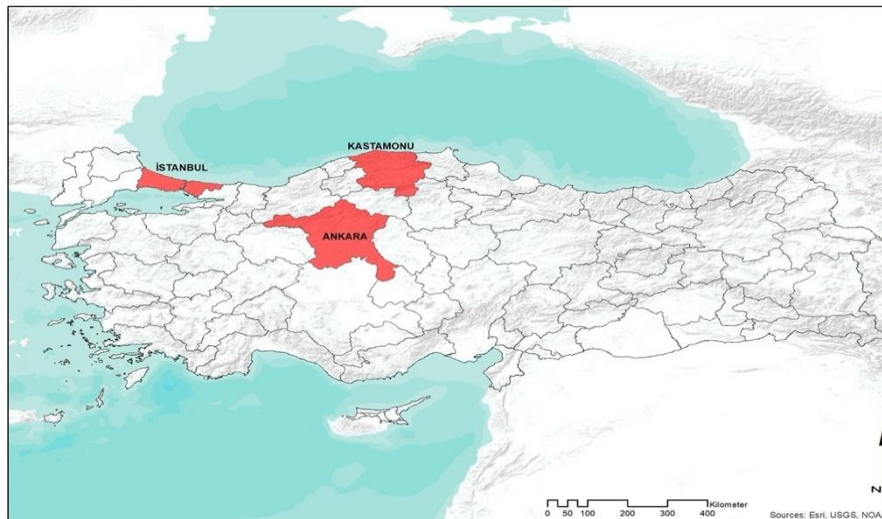 KASTAMONU
İSTANBUL
ANKARA
Kilometer
0 50 100 200 300 400
Sources: Esri, USGS, NOA
N